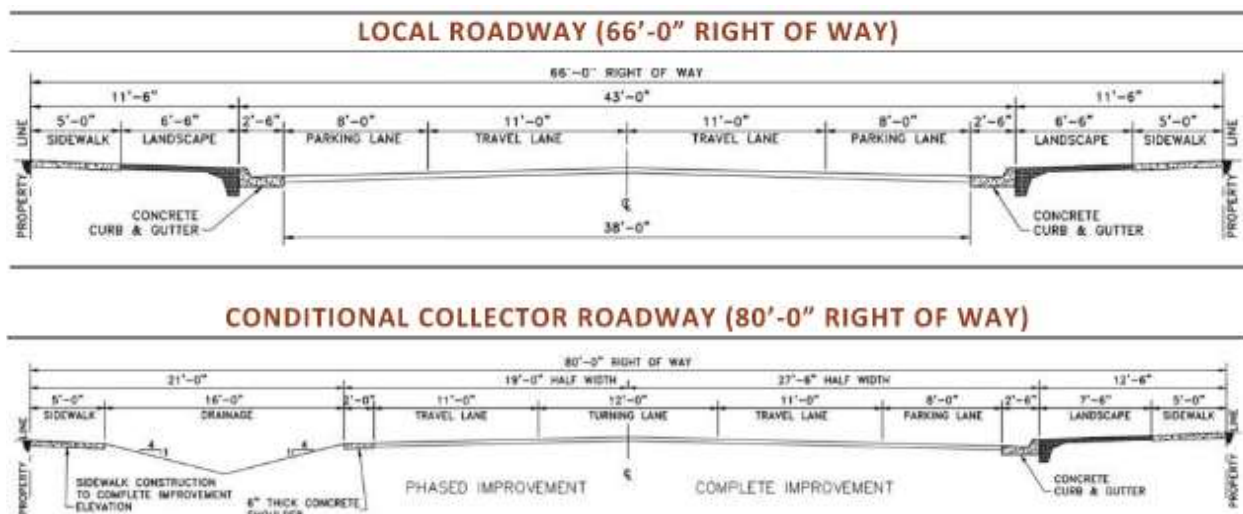 LOCAL ROADWAY (66'-0" RIGHT OF WAY)
66'-0" RIGHT OF WAY
11'-6" 43'-0" 11'-6"
5'-0" 6'-6" 2'-6" 8'-0" 11'-0" 11'-0" 8'-0" 2'-6" 6'-6" 5'-0"
SIDEWALK LANDSCAPE PARKING LANE TRAVEL LANE TRAVEL LANE PARKING LANE LANDSCAPE SIDEWALK
PROPERTY LINE
PROPERTY LINE
CONCRETE
CURB & GUTTER
CONCRETE
CURB & GUTTER
38'-0"
CONDITIONAL COLLECTOR ROADWAY (80'-0" RIGHT OF WAY)
80'-0" RIGHT OF WAY
21'-0" 19'-0" HALF WIDTH 27'-6" HALF WIDTH 12'-6"
5'-0" 16'-0" 2'-0" 11'-0" 12'-0" 11'-0" 8'-0" 2'-6" 7'-6" 5'-0"
SIDEWALK DRAINAGE TRAVEL LANE TURNING LANE TRAVEL LANE PARKING LANE LANDSCAPE SIDEWALK
PROPERTY LINE
4 4
PROPERTY LINE
SIDEWALK CONSTRUCTION
TO COMPLETE IMPROVEMENT
ELEVATION
6" THICK CONCRETE
PHASED IMPROVEMENT
COMPLETE IMPROVEMENT
CONCRETE
CURB & GUTTER